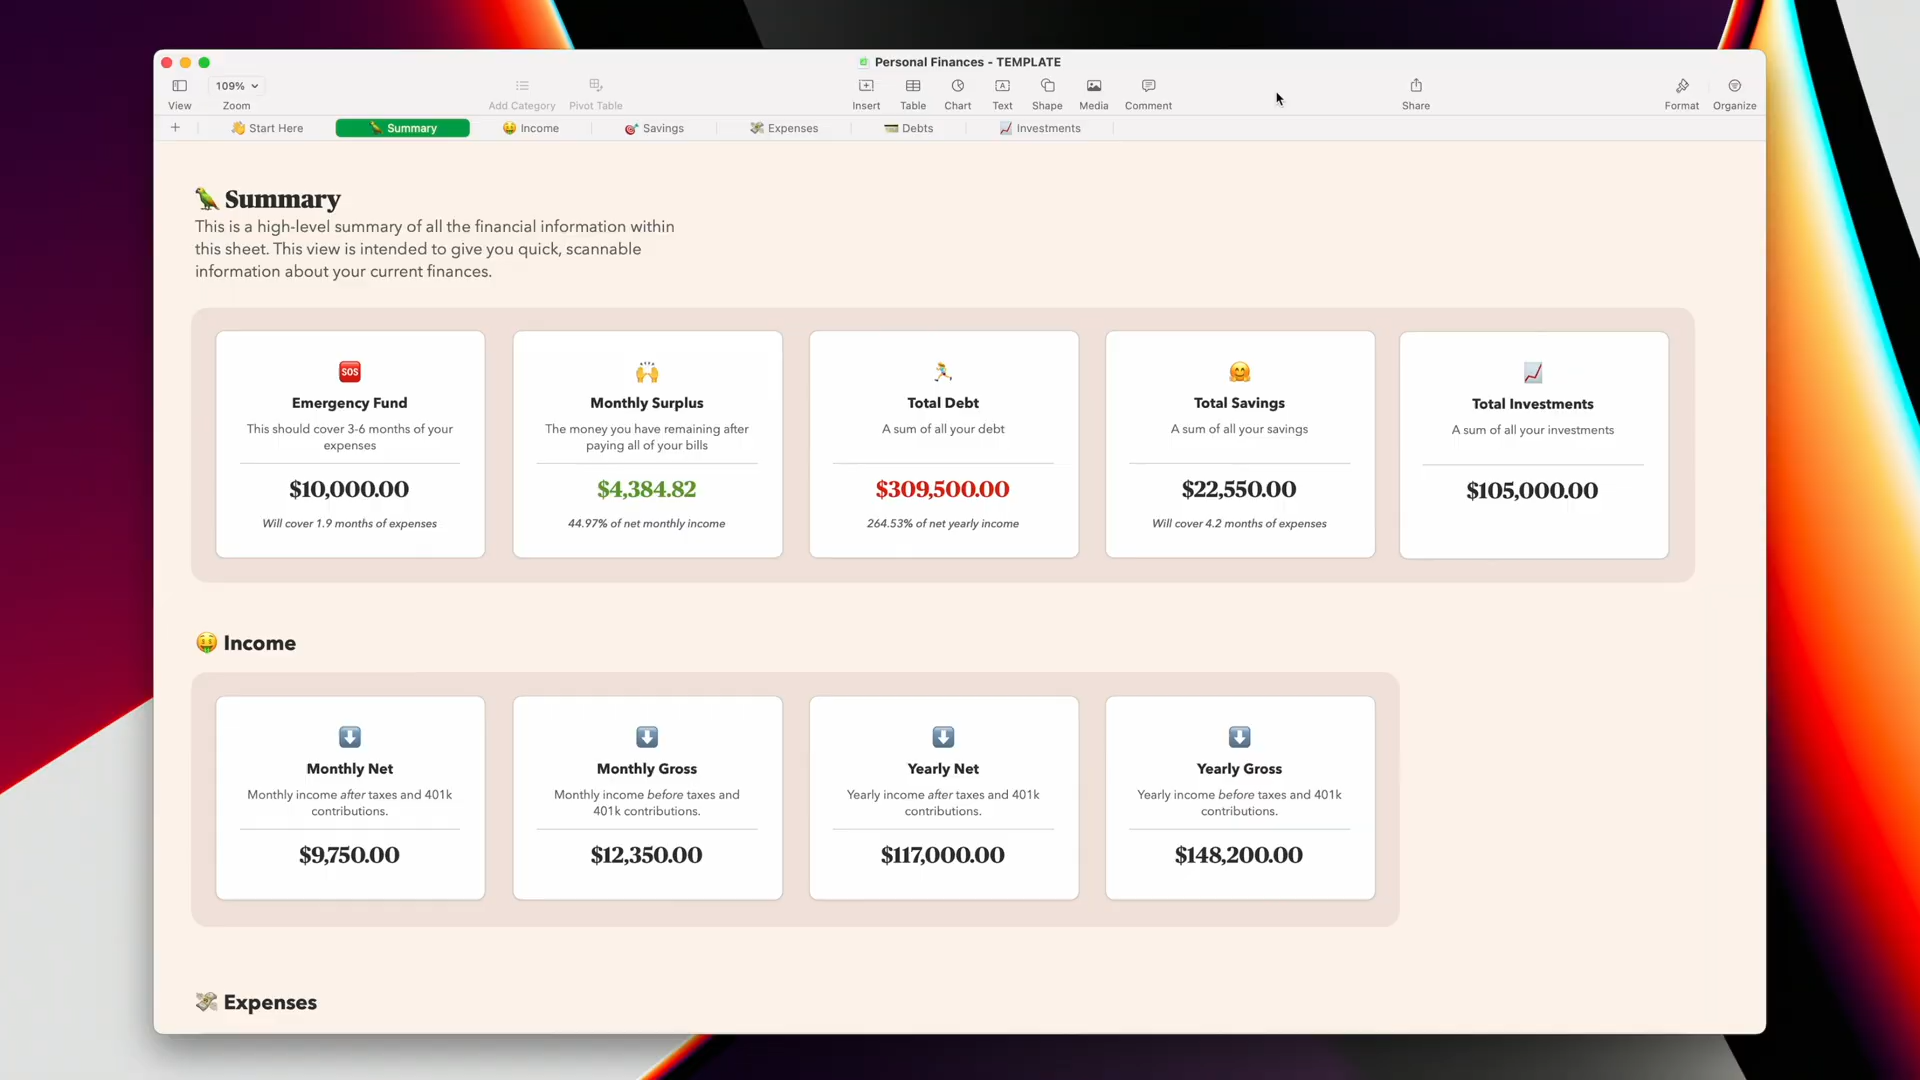 Personal Finances - TEMPLATE
109%
View
Zoom
Add Category
Pivot Table
Insert
Table
Chart
Text
Shape
Media
Comment
Share
Format
Organize
Start Here
Summary
Income
Savings
Expenses
Debts
Investments
Summary
This is a high-level summary of all the financial information within
this sheet. This view is intended to give you quick, scannable
information about your current finances.
SOS
Emergency Fund
This should cover 3-6 months of your
expenses
$10,000.00
Will cover 1.9 months of expenses
Monthly Surplus
The money you have remaining after
paying all of your bills
$4,384.82
44.97% of net monthly income
Total Debt
A sum of all your debt
$309,500.00
264.53% of net yearly income
Total Savings
A sum of all your savings
$22,550.00
Will cover 4.2 months of expenses
Total Investments
A sum of all your investments
$105,000.00
Income
Monthly Net
Monthly income after taxes and 401k
contributions.
$9,750.00
Monthly Gross
Monthly income before taxes and
401k contributions.
$12,350.00
Yearly Net
Yearly income after taxes and 401k
contributions.
$117,000.00
Yearly Gross
Yearly income before taxes and 401k
contributions.
$148,200.00
Expenses